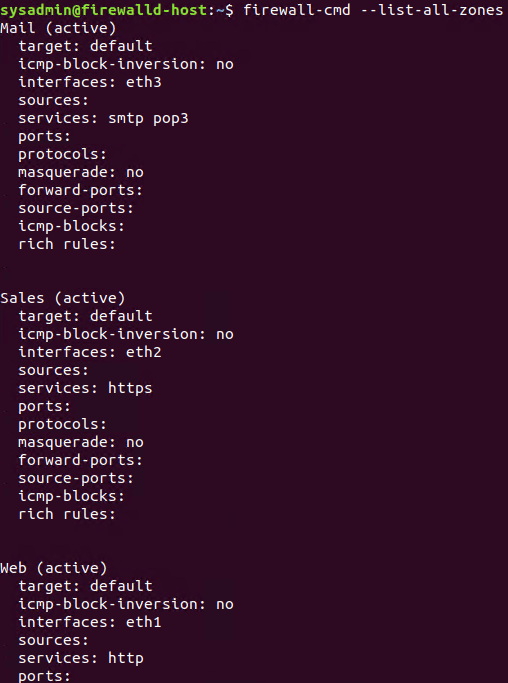 sysadmin@firewalld-host:~$ firewall-cmd --list-all-zones
Mail (active)
  target: default
  icmp-block-inversion: no
  interfaces: eth3
  sources:
  services: smtp pop3
  ports:
  protocols:
  masquerade: no
  forward-ports:
  source-ports:
  icmp-blocks:
  rich rules:
Sales (active)
  target: default
  icmp-block-inversion: no
  interfaces: eth2
  sources:
  services: https
  ports:
  protocols:
  masquerade: no
  forward-ports:
  source-ports:
  icmp-blocks:
  rich rules:
Web (active)
  target: default
  icmp-block-inversion: no
  interfaces: eth1
  sources:
  services: http
  ports: